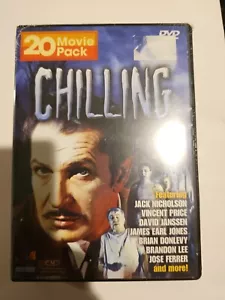 20 Movie
Pack
DVD
CHILLING
Featuring
JACK NICHOLSON
VINCENT PRICE
DAVID JANSSEN
JAMES EARL JONES
BRIAN DONLEVY
BRANDON LEE
JOSE FERRER
and more!